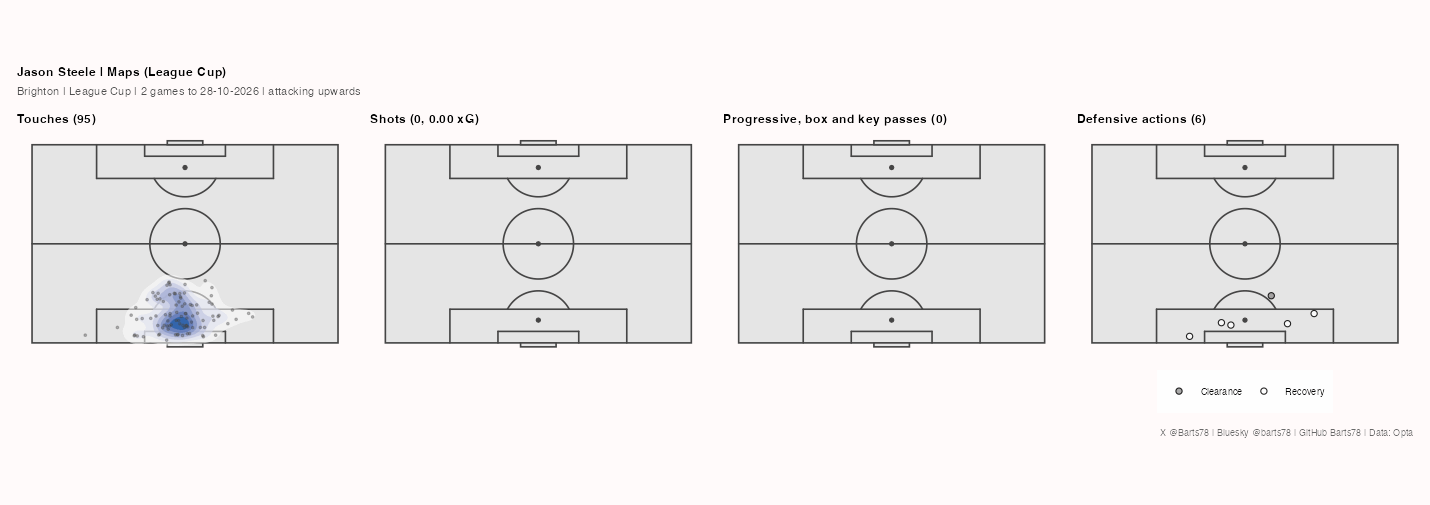 Jason Steele | Maps (League Cup)
Brighton | League Cup | 2 games to 28-10-2026 | attacking upwards
Touches (95)
Shots (0, 0.00 xG)
Progressive, box and key passes (0)
Defensive actions (6)
Clearance
Recovery
X @Barts78 | Bluesky @barts78 | GitHub Barts78 | Data: Opta